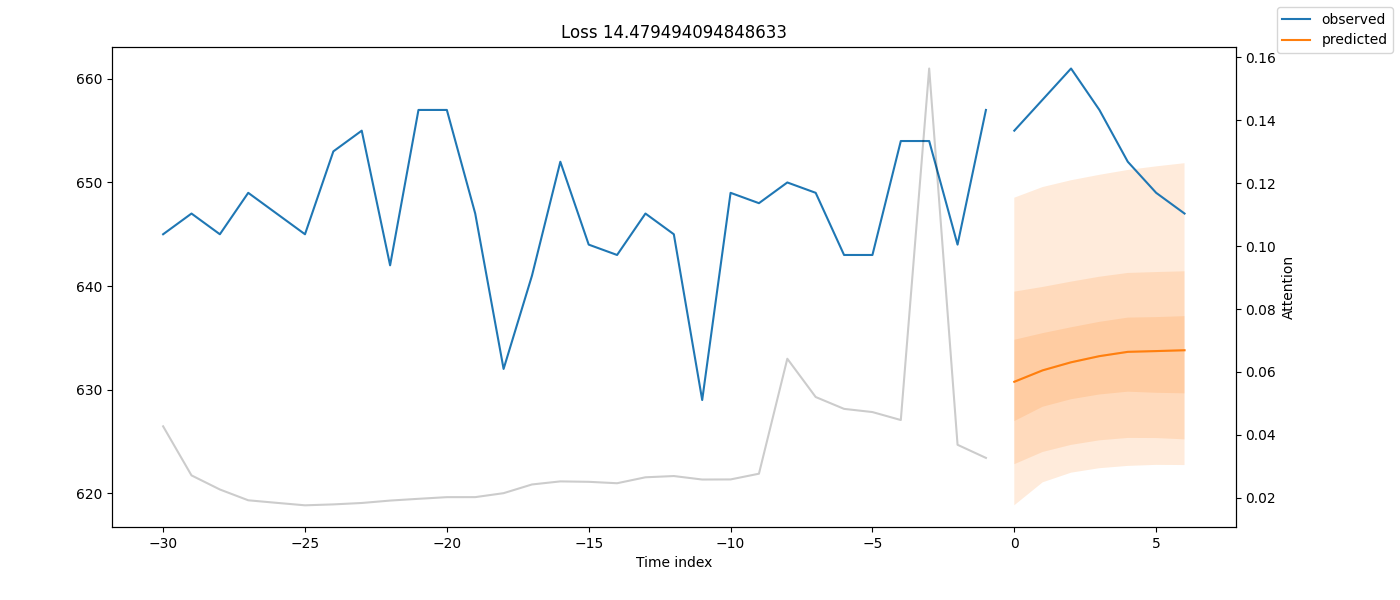 Loss 14.479494094848633
observed
predicted
660
650
640
630
620
0.16
0.14
0.12
0.10
0.08
0.06
0.04
0.02
Attention
−30 −25 −20 −15 −10 −5 0 5
Time index